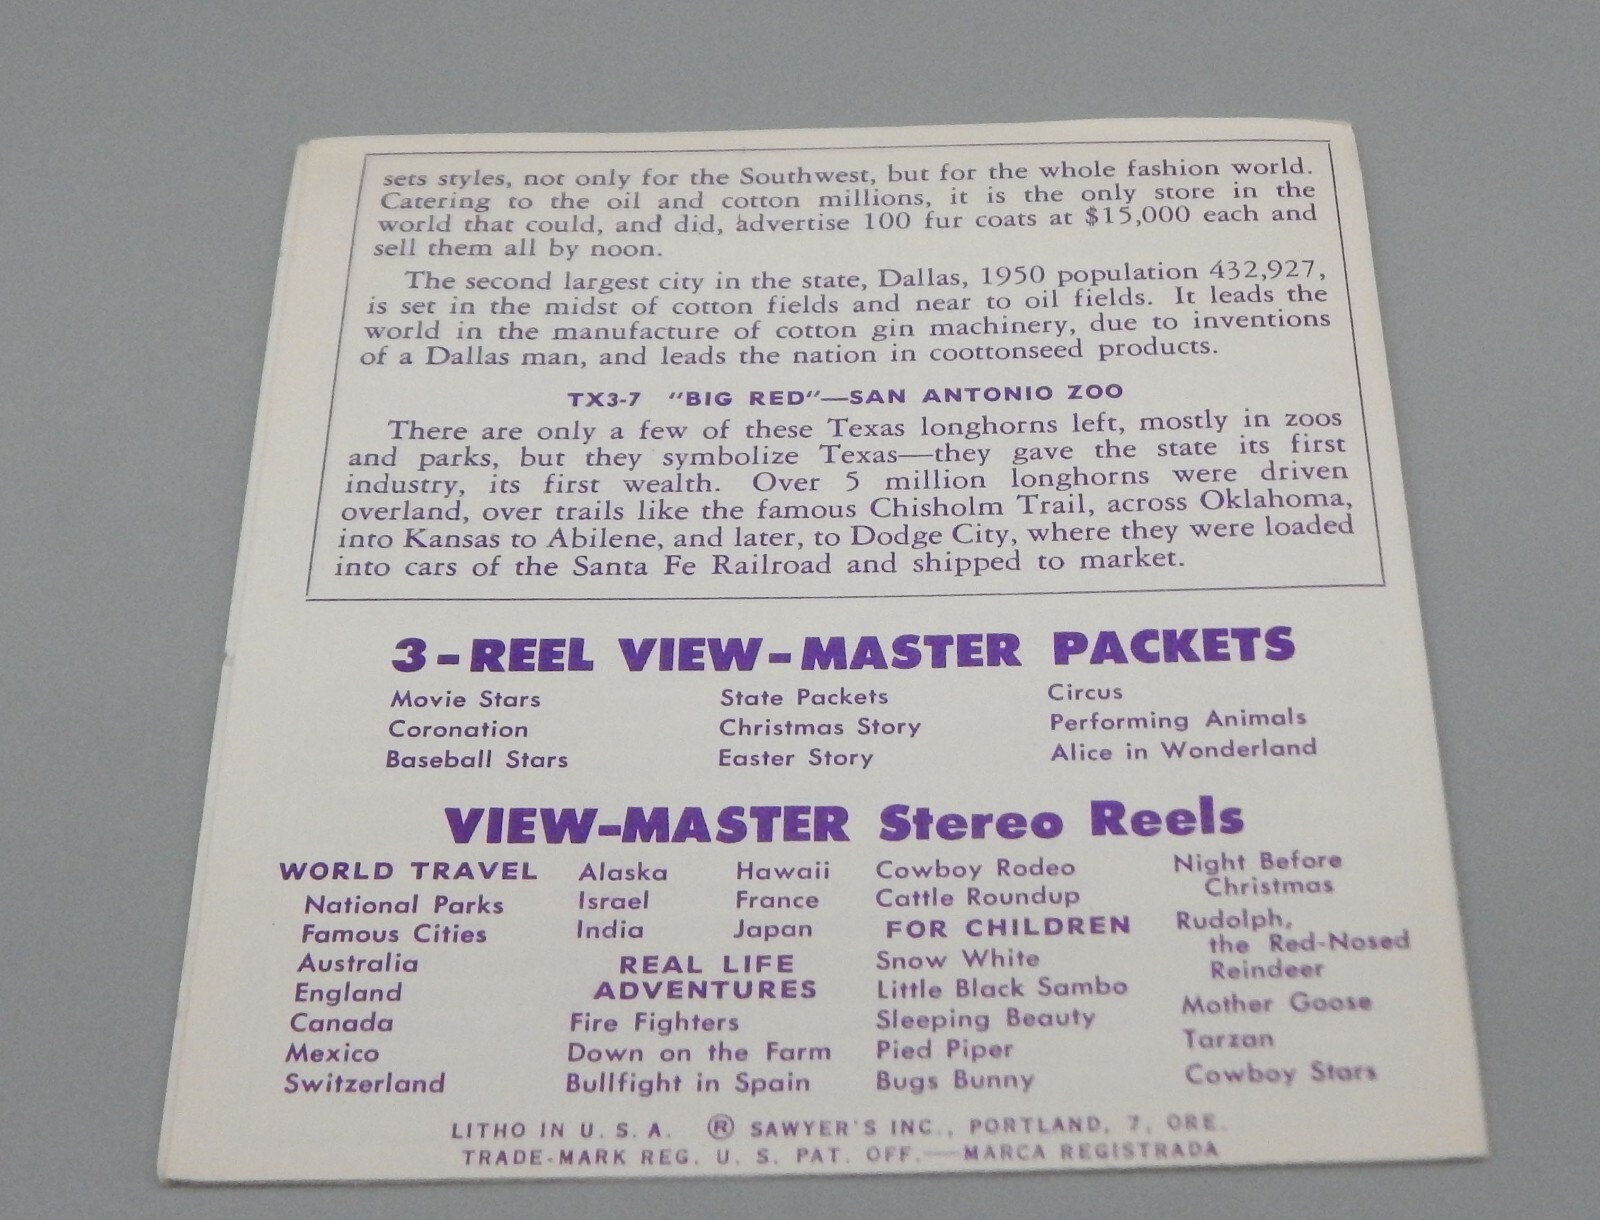 sets styles, not only for the Southwest, but for the whole fashion world.
Catering to the oil and cotton millions, it is the only store in the
world that could, and did, advertise 100 fur coats at $15,000 each and
sell them all by noon.
The second largest city in the state, Dallas, 1950 population 432,927,
is set in the midst of cotton fields and near to oil fields. It leads the
world in the manufacture of cotton gin machinery, due to inventions
of a Dallas man, and leads the nation in coottonseed products.
TX3-7 "BIG RED"—SAN ANTONIO ZOO
There are only a few of these Texas longhorns left, mostly in zoos
and parks, but they symbolize Texas—they gave the state its first
industry, its first wealth. Over 5 million longhorns were driven
overland, over trails like the famous Chisholm Trail, across Oklahoma,
into Kansas to Abilene, and later, to Dodge City, where they were loaded
into cars of the Santa Fe Railroad and shipped to market.
3-REEL VIEW-MASTER PACKETS
Movie Stars
Coronation
Baseball Stars
State Packets
Christmas Story
Easter Story
Circus
Performing Animals
Alice in Wonderland
VIEW-MASTER Stereo Reels
WORLD TRAVEL
National Parks
Famous Cities
Australia
England
Canada
Mexico
Switzerland
Alaska Hawaii
Israel France
India Japan
REAL LIFE
ADVENTURES
Fire Fighters
Down on the Farm
Bullfight in Spain
Cowboy Rodeo
Cattle Roundup
FOR CHILDREN
Snow White
Little Black Sambo
Sleeping Beauty
Pied Piper
Bugs Bunny
Night Before
Christmas
Rudolph,
the Red-Nosed
Reindeer
Mother Goose
Tarzan
Cowboy Stars
LITHO IN U. S. A. ® SAWYER'S INC., PORTLAND, 7, ORE.
TRADE-MARK REG. U. S. PAT. OFF.—MARCA REGISTRADA